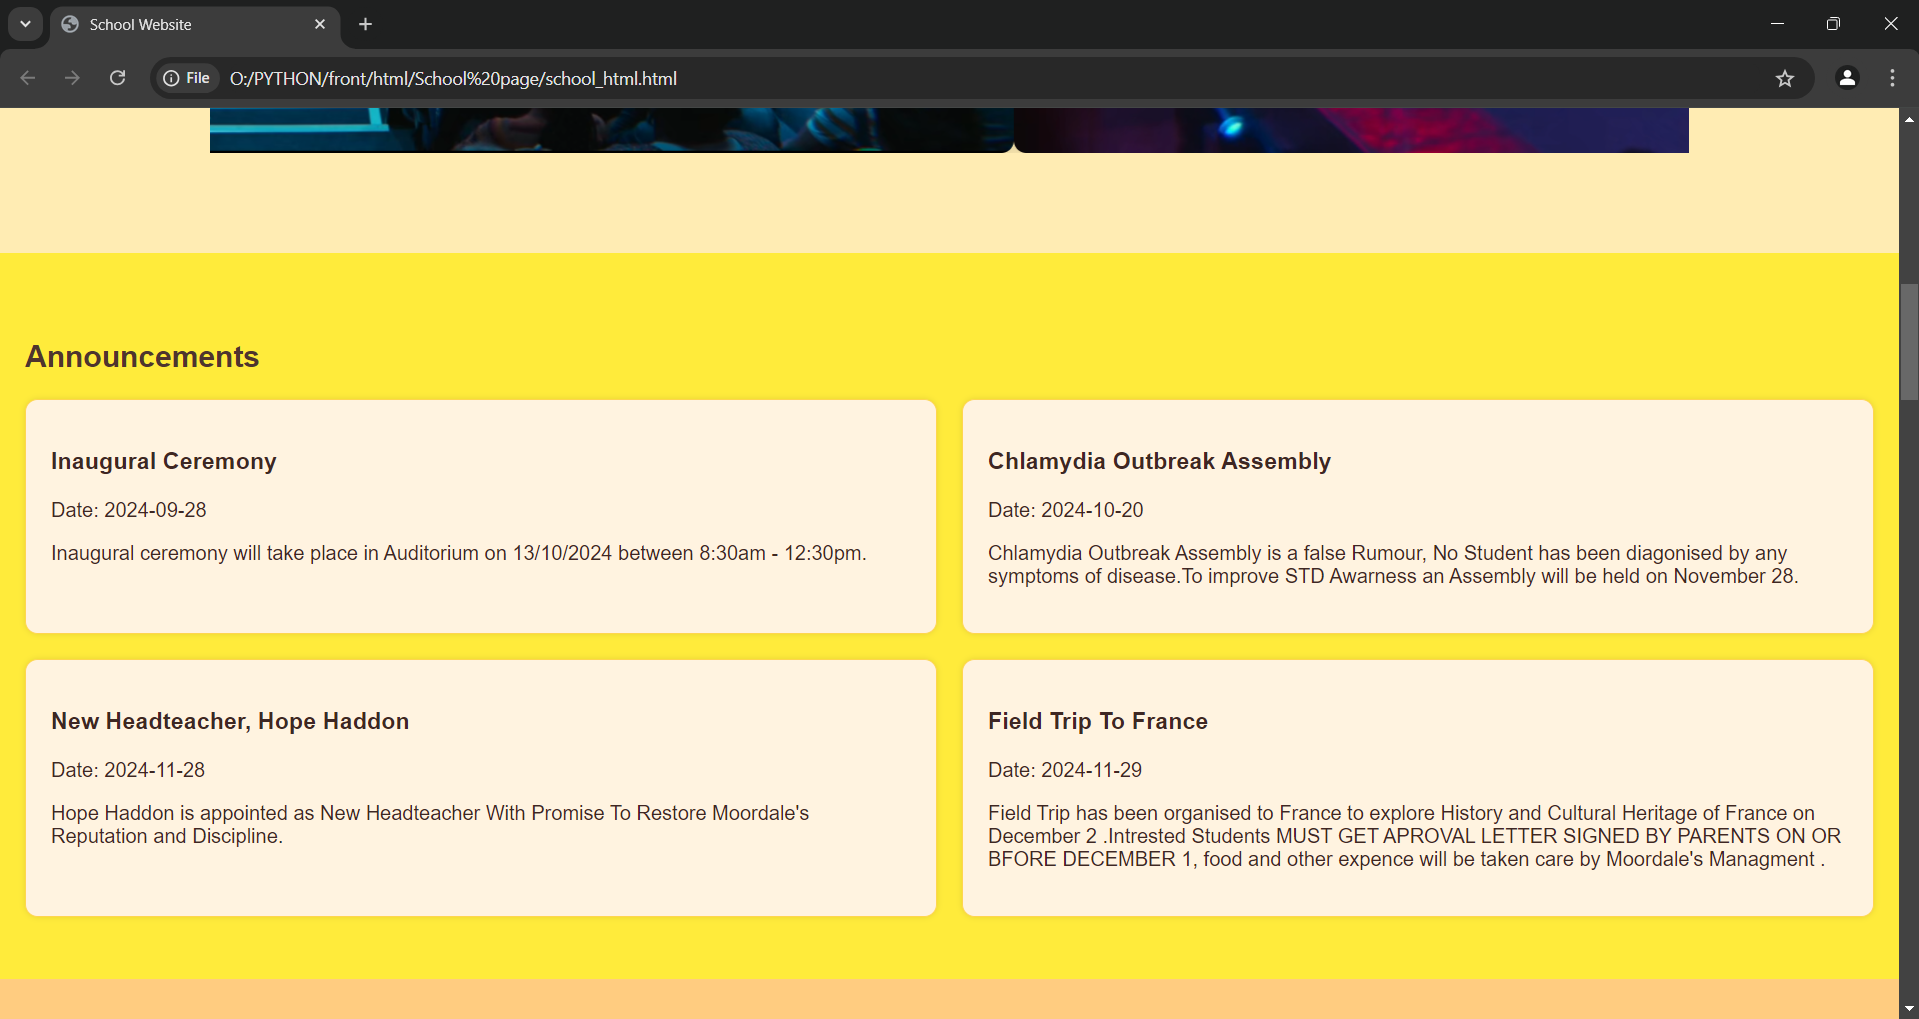 School Website
File
O:/PYTHON/front/html/School%20page/school_html.html
Announcements
Inaugural Ceremony
Date: 2024-09-28
Inaugural ceremony will take place in Auditorium on 13/10/2024 between 8:30am - 12:30pm.
Chlamydia Outbreak Assembly
Date: 2024-10-20
Chlamydia Outbreak Assembly is a false Rumour, No Student has been diagonised by any
symptoms of disease.To improve STD Awarness an Assembly will be held on November 28.
New Headteacher, Hope Haddon
Date: 2024-11-28
Hope Haddon is appointed as New Headteacher With Promise To Restore Moordale's
Reputation and Discipline.
Field Trip To France
Date: 2024-11-29
Field Trip has been organised to France to explore History and Cultural Heritage of France on
December 2 .Intrested Students MUST GET APROVAL LETTER SIGNED BY PARENTS ON OR
BFORE DECEMBER 1, food and other expence will be taken care by Moordale's Managment .